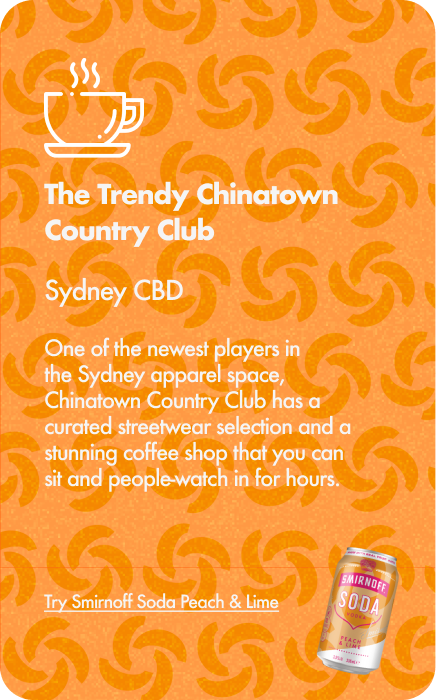 The Trendy Chinatown
Country Club
Sydney CBD
One of the newest players in
the Sydney apparel space,
Chinatown Country Club has a
curated streetwear selection and a
stunning coffee shop that you can
sit and people-watch in for hours.
Try Smirnoff Soda Peach & Lime
SMIRNOFF
SODA
VODKA
PEACH
& LIME